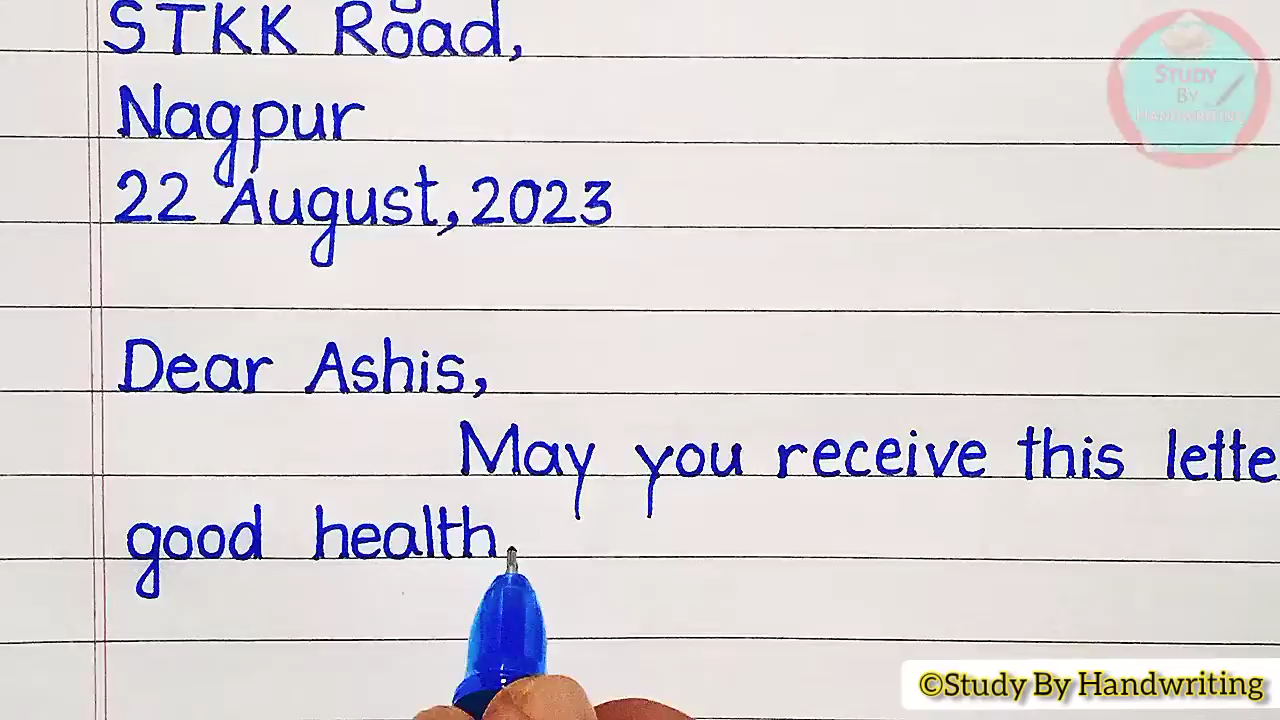 STKK Road,
Nagpur
22 August, 2023
Dear Ashis,
May you receive this lette
good health.
STUDY
By
HANDWRITING
©Study By Handwriting